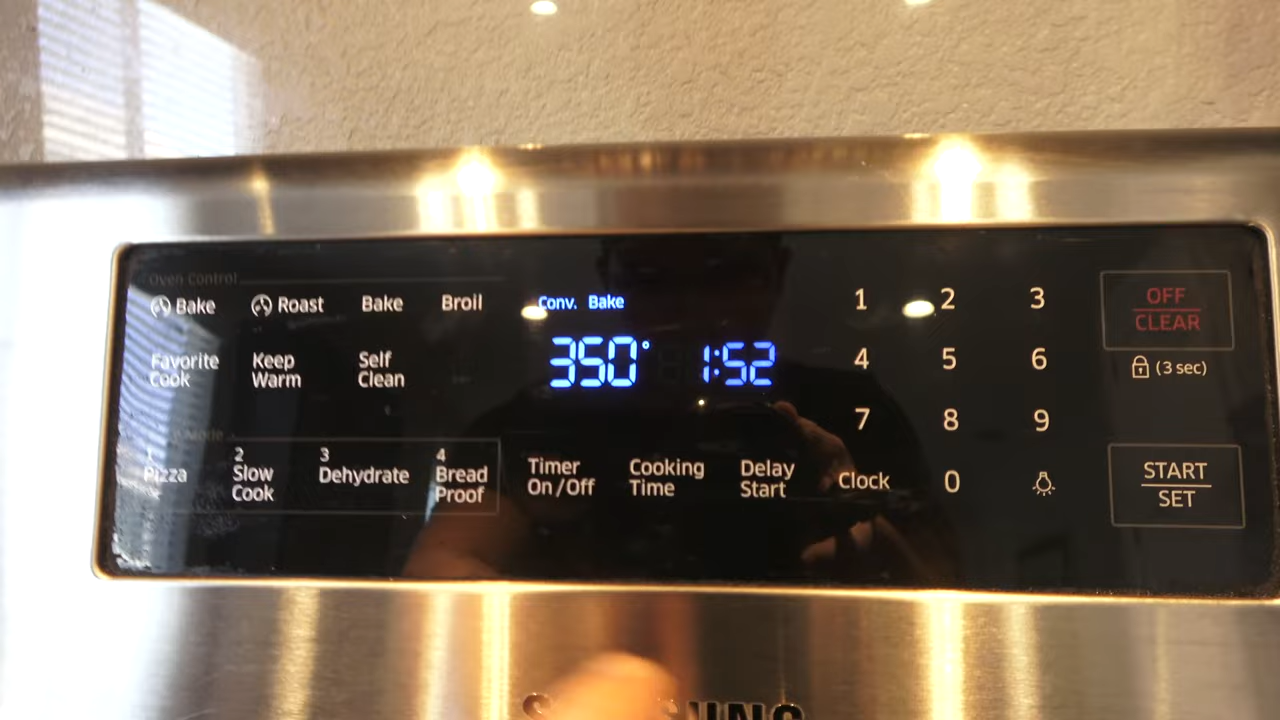 Oven Control
Bake Roast Bake Broil
Conv. Bake
350° 1:52
Favorite Cook
Keep Warm
Self Clean
1 Pizza
2 Slow Cook
3 Dehydrate
4 Bread Proof
Timer On/Off
Cooking Time
Delay Start
1 2 3
4 5 6
7 8 9
Clock 0
OFF
CLEAR
(3 sec)
START
SET